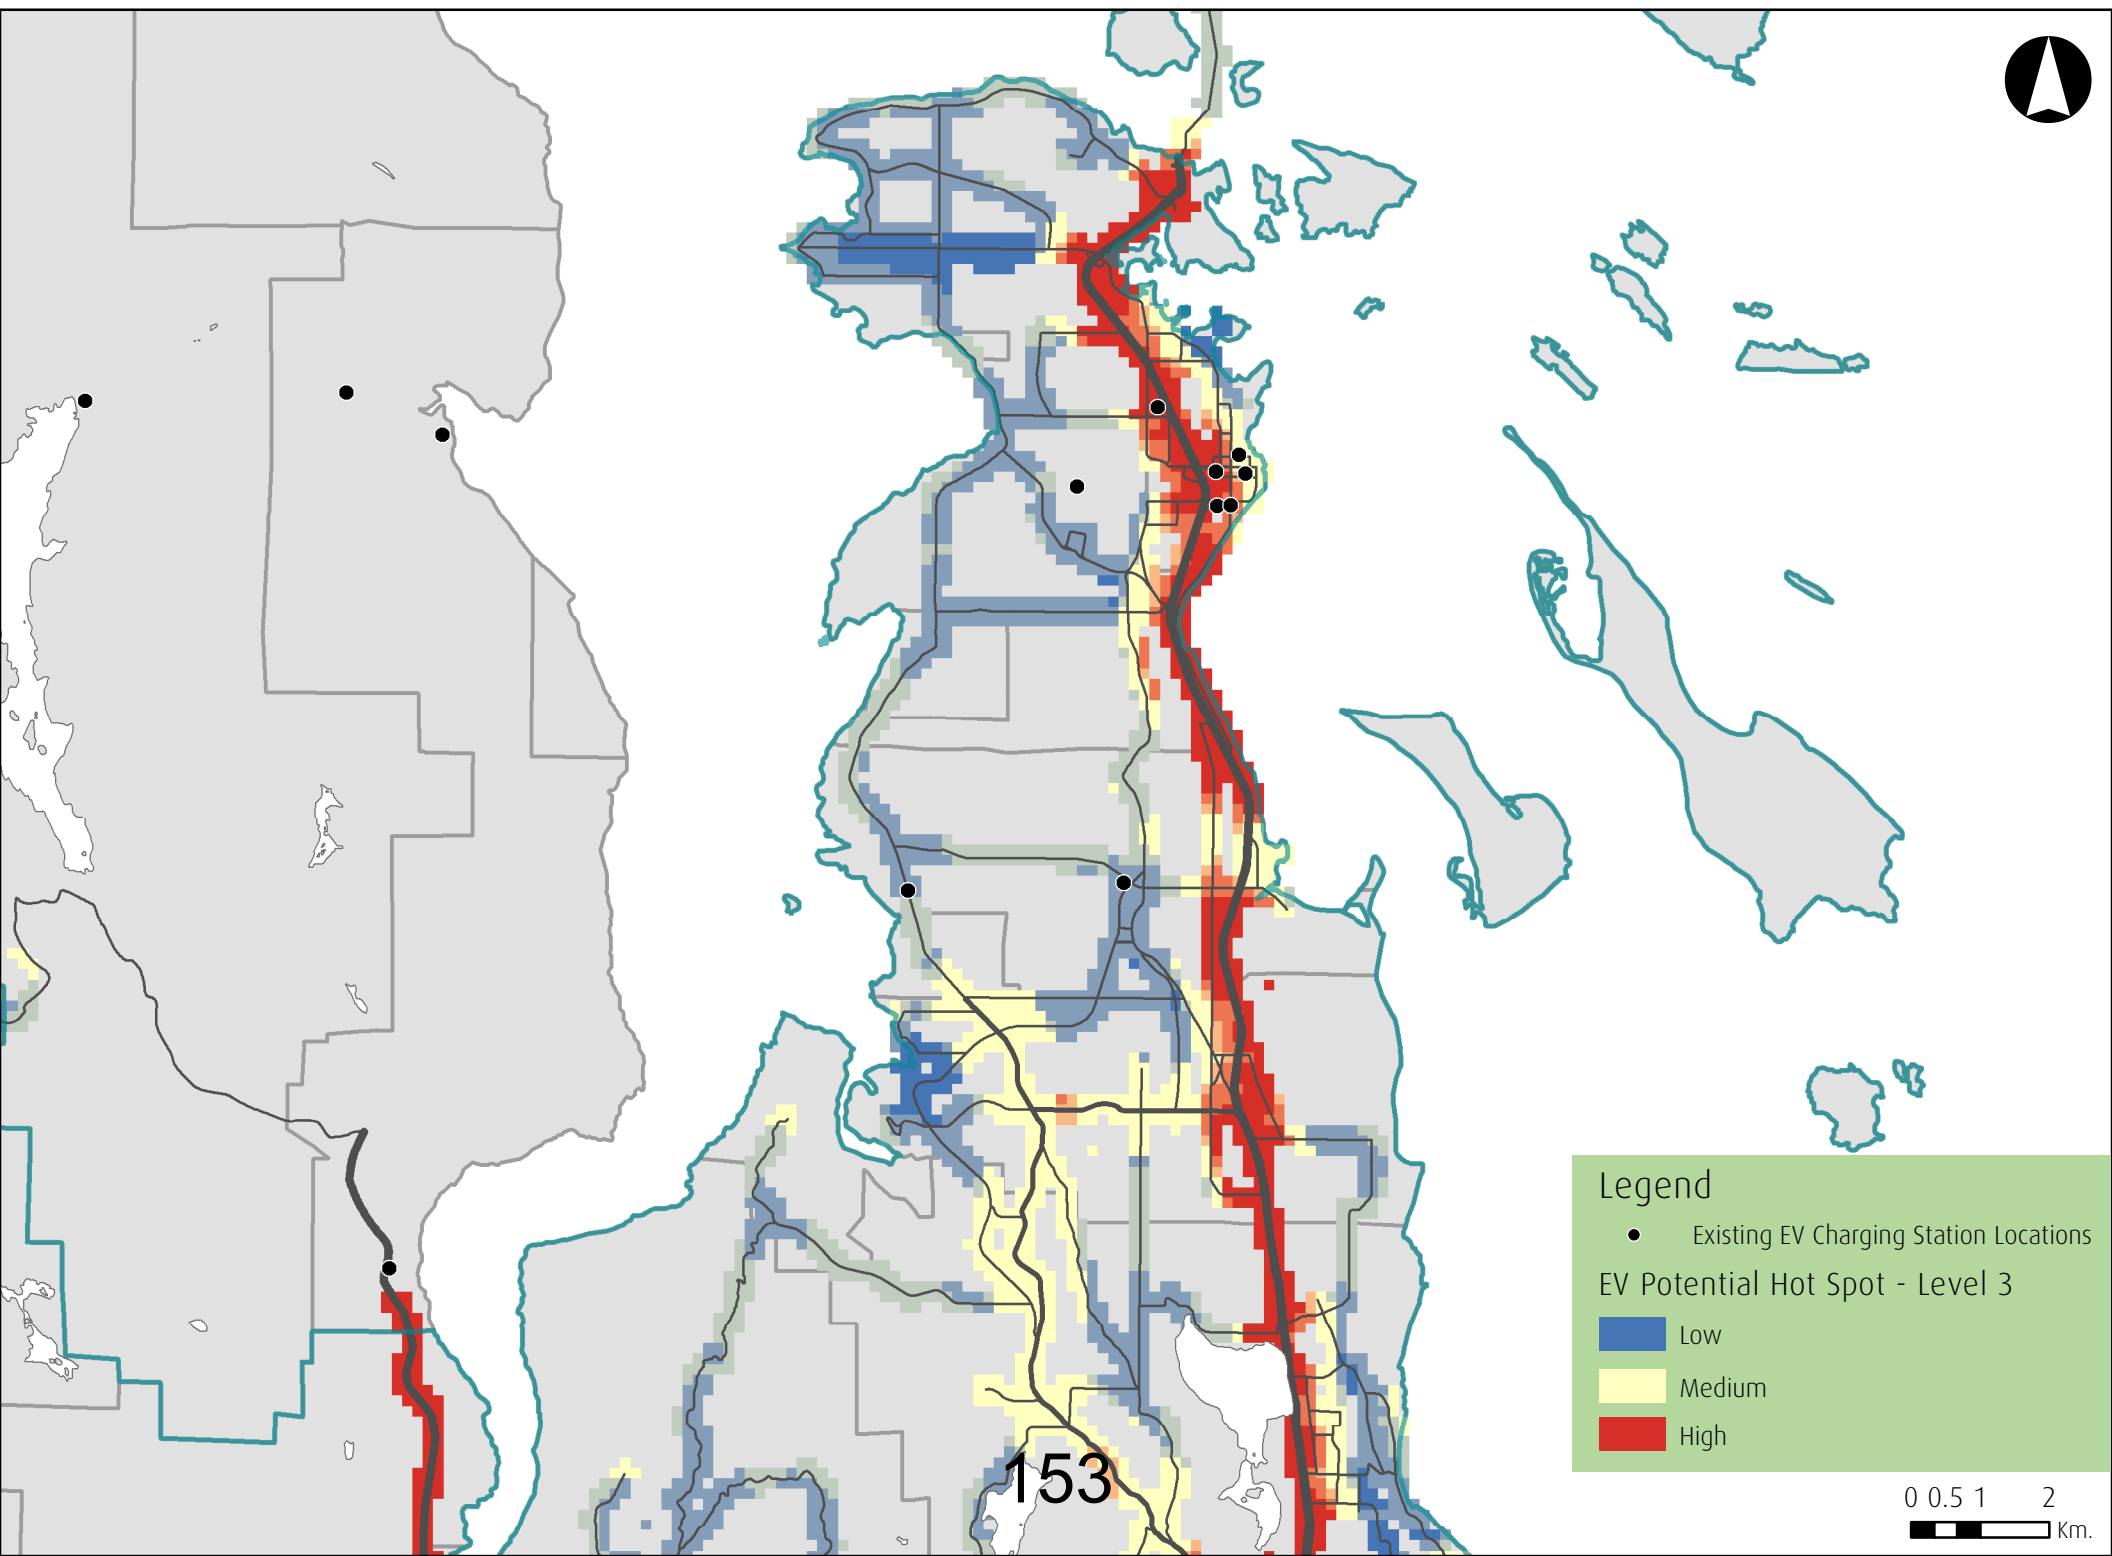 Legend
Existing EV Charging Station Locations
EV Potential Hot Spot - Level 3
Low
Medium
High
153
0 0.5 1 2
Km.